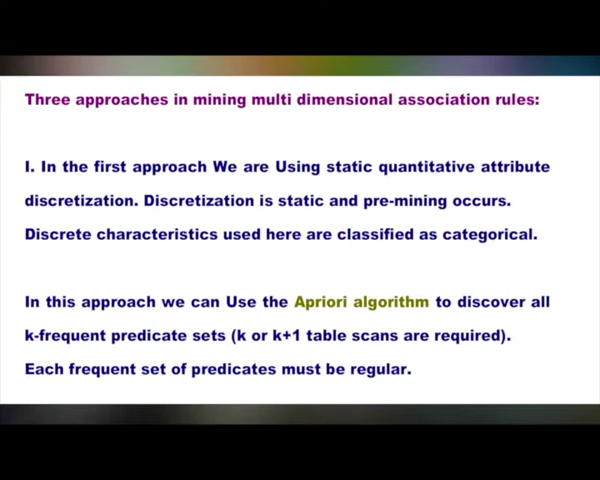 Three approaches in mining multi dimensional association rules:
I. In the first approach We are Using static quantitative attribute
discretization. Discretization is static and pre-mining occurs.
Discrete characteristics used here are classified as categorical.
In this approach we can Use the Apriori algorithm to discover all
k-frequent predicate sets (k or k+1 table scans are required).
Each frequent set of predicates must be regular.